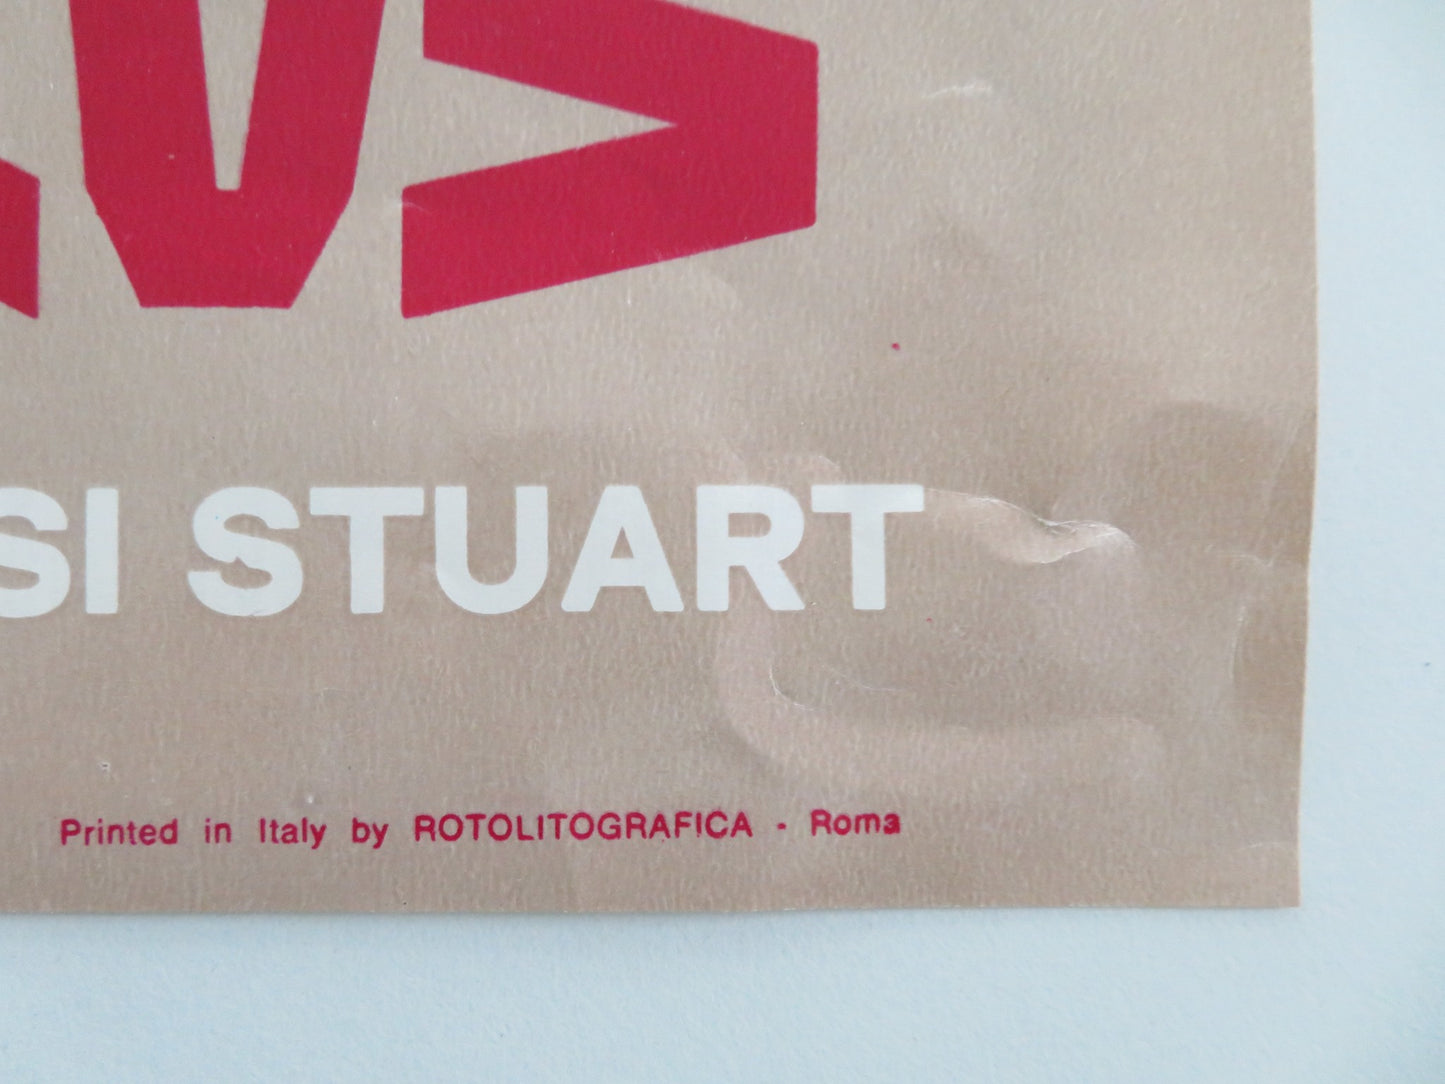 SI STUART
Printed in Italy by ROTOLITOGRAFICA - Roma